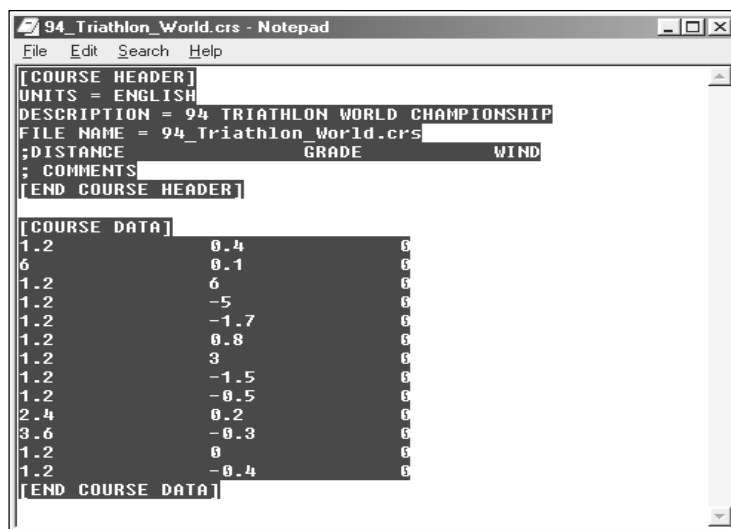 94_Triathlon_World.crs - Notepad
File Edit Search Help
[COURSE HEADER]
UNITS = ENGLISH
DESCRIPTION = 94 TRIATHLON WORLD CHAMPIONSHIP
FILE NAME = 94_Triathlon_World.crs
;DISTANCE GRADE WIND
; COMMENTS
[END COURSE HEADER]
[COURSE DATA]
1.2 0.4 0
6 0.1 0
1.2 6 0
1.2 -5 0
1.2 -1.7 0
1.2 0.8 0
1.2 3 0
1.2 -1.5 0
1.2 -0.5 0
2.4 0.2 0
3.6 -0.3 0
1.2 0 0
1.2 -0.4 0
[END COURSE DATA]